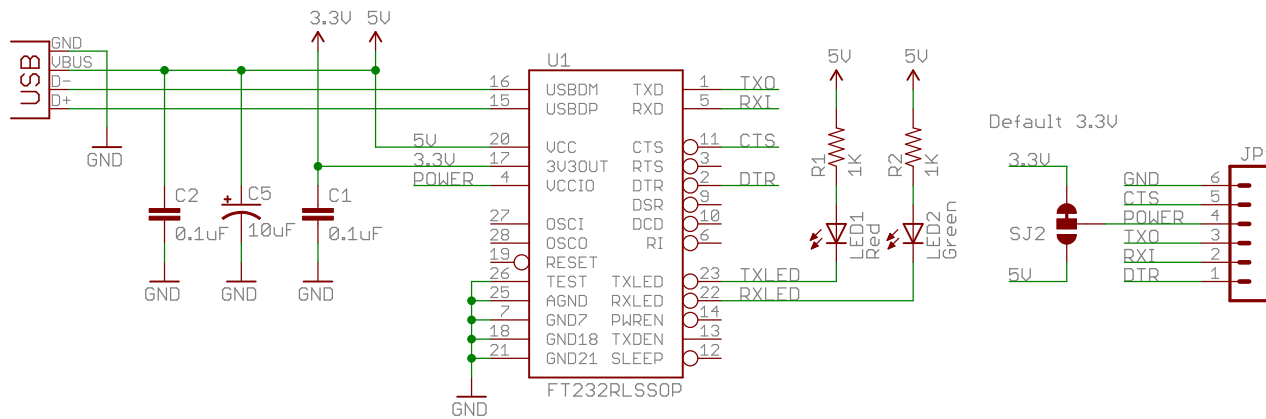 3.3V 5V
USB
GND
VBUS
D-
D+
GND
C2
0.1uF
GND
C5
10uF
GND
C1
0.1uF
GND
5V
3.3V
POWER
U1
16 USBDM TXD 1 TXO
15 USBDP RXD 5 RXI
20 VCC CTS 11 CTS
17 3V3OUT RTS 3
4 VCCIO DTR 2 DTR
DSR 9
27 OSCI DCD 10
28 OSCO RI 6
19 RESET
26 TEST TXLED 23 TXLED
25 AGND RXLED 22 RXLED
7 GND7 PWREN 14
18 GND18 TXDEN 13
21 GND21 SLEEP 12
FT232RLSSOP
GND
5V 5V
R1
1K
R2
1K
LED1
Red
LED2
Green
Default 3.3V
3.3V
SJ2
5V
JP
GND 6
CTS 5
POWER 4
TXO 3
RXI 2
DTR 1